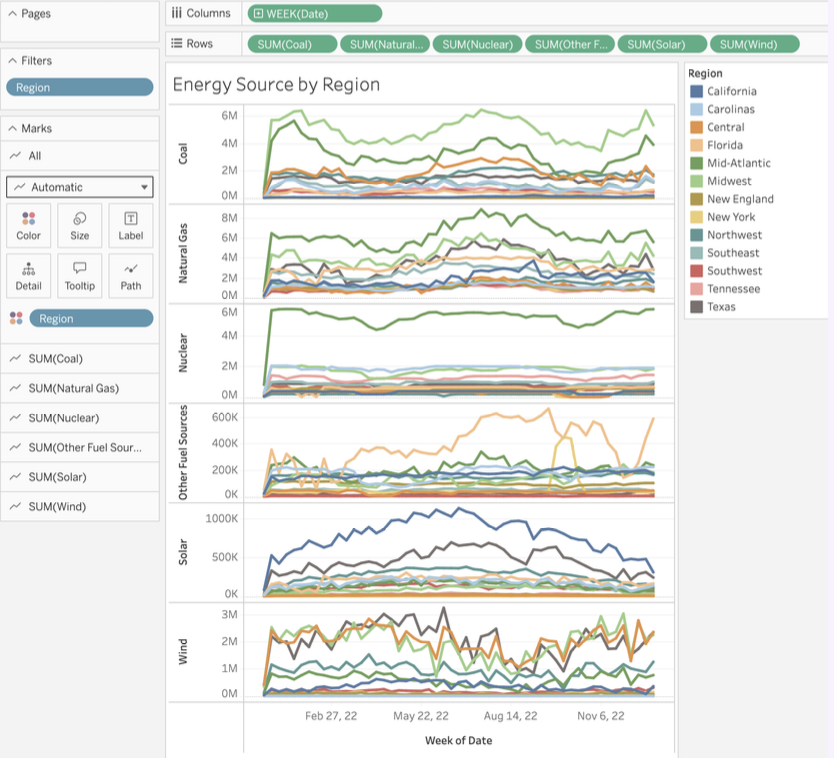 Pages
Columns
WEEK(Date)
Rows
SUM(Coal)
SUM(Natural...
SUM(Nuclear)
SUM(Other F...
SUM(Solar)
SUM(Wind)
Filters
Region
Marks
All
Automatic
Color
Size
Label
Detail
Tooltip
Path
Region
SUM(Coal)
SUM(Natural Gas)
SUM(Nuclear)
SUM(Other Fuel Sour...
SUM(Solar)
SUM(Wind)
Energy Source by Region
Coal
6M
4M
2M
0M
Natural Gas
8M
6M
4M
2M
0M
Nuclear
6M
4M
2M
0M
Other Fuel Sources
600K
400K
200K
0K
Solar
1000K
500K
0K
Wind
3M
2M
1M
0M
Feb 27, 22
May 22, 22
Aug 14, 22
Nov 6, 22
Week of Date
Region
California
Carolinas
Central
Florida
Mid-Atlantic
Midwest
New England
New York
Northwest
Southeast
Southwest
Tennessee
Texas